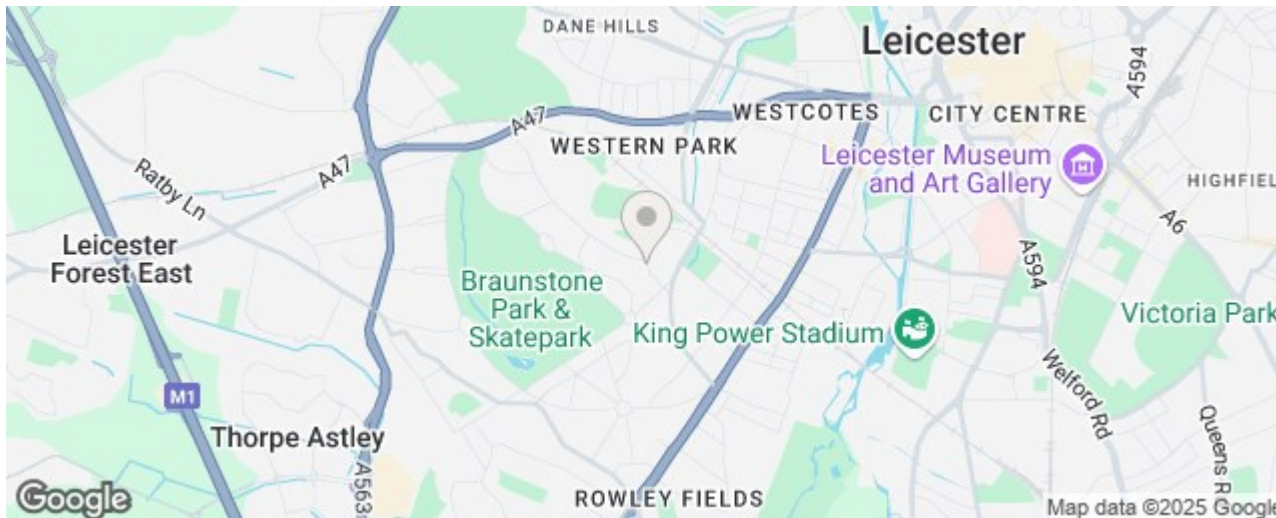 DANE HILLS
Leicester
A594
A47
WESTCOTES
CITY CENTRE
WESTERN PARK
Leicester Museum
and Art Gallery
A47
Ratby Ln
HIGHFIEL
A6
Leicester
Forest East
A594
Braunstone
Park &
Skatepark
Victoria Park
King Power Stadium
M1
Welford Rd
Thorpe Astley
Queens R
A563
ROWLEY FIELDS
Google
Map data ©2025 Google